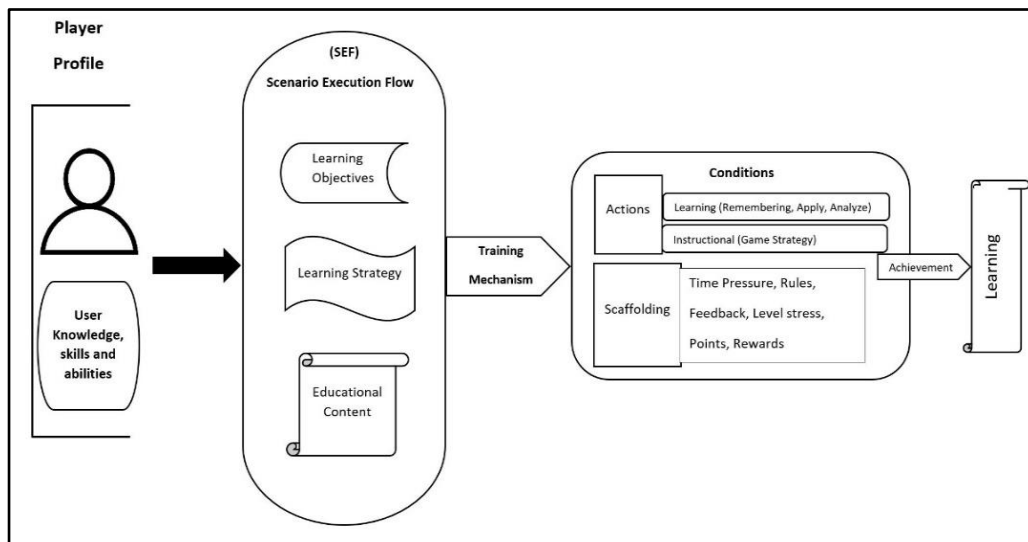 Player
Profile
User
Knowledge,
skills and
abilities
(SEF)
Scenario Execution Flow
Learning
Objectives
Learning Strategy
Educational
Content
Training
Mechanism
Conditions
Actions
Learning (Remembering, Apply, Analyze)
Instructional (Game Strategy)
Scaffolding
Time Pressure, Rules,
Feedback, Level stress,
Points, Rewards
Achievement
Learning